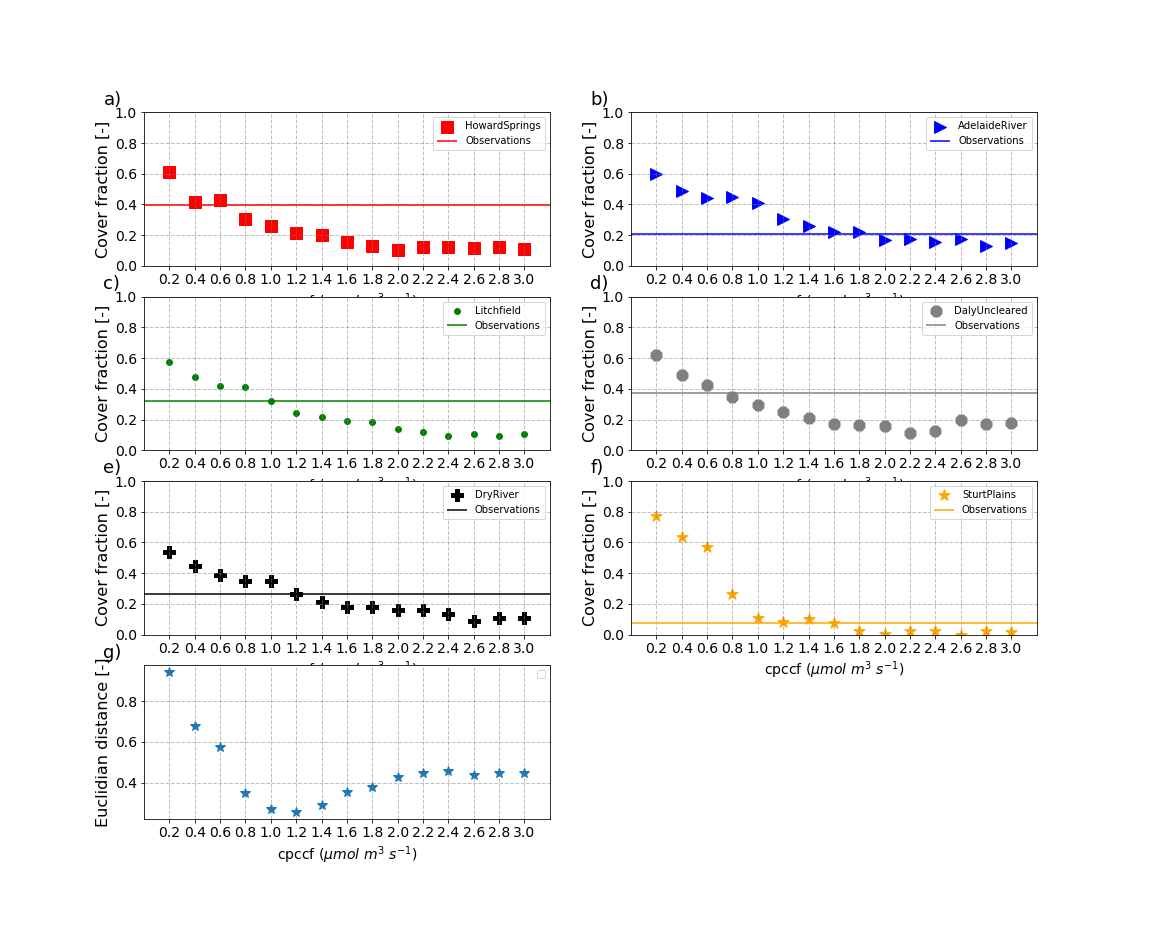 a)
Cover fraction [-]
1.0
0.8
0.6
0.4
0.2
0.0
HowardSprings
Observations
0.2 0.4 0.6 0.8 1.0 1.2 1.4 1.6 1.8 2.0 2.2 2.4 2.6 2.8 3.0
b)
Cover fraction [-]
1.0
0.8
0.6
0.4
0.2
0.0
AdelaideRiver
Observations
0.2 0.4 0.6 0.8 1.0 1.2 1.4 1.6 1.8 2.0 2.2 2.4 2.6 2.8 3.0
c)
Cover fraction [-]
1.0
0.8
0.6
0.4
0.2
0.0
Litchfield
Observations
0.2 0.4 0.6 0.8 1.0 1.2 1.4 1.6 1.8 2.0 2.2 2.4 2.6 2.8 3.0
d)
Cover fraction [-]
1.0
0.8
0.6
0.4
0.2
0.0
DalyUncleared
Observations
0.2 0.4 0.6 0.8 1.0 1.2 1.4 1.6 1.8 2.0 2.2 2.4 2.6 2.8 3.0
e)
Cover fraction [-]
1.0
0.8
0.6
0.4
0.2
0.0
DryRiver
Observations
0.2 0.4 0.6 0.8 1.0 1.2 1.4 1.6 1.8 2.0 2.2 2.4 2.6 2.8 3.0
f)
Cover fraction [-]
1.0
0.8
0.6
0.4
0.2
0.0
SturtPlains
Observations
0.2 0.4 0.6 0.8 1.0 1.2 1.4 1.6 1.8 2.0 2.2 2.4 2.6 2.8 3.0
cpccf (μmol m³ s⁻¹)
g)
Euclidian distance [-]
0.8
0.6
0.4
0.2 0.4 0.6 0.8 1.0 1.2 1.4 1.6 1.8 2.0 2.2 2.4 2.6 2.8 3.0
cpccf (μmol m³ s⁻¹)